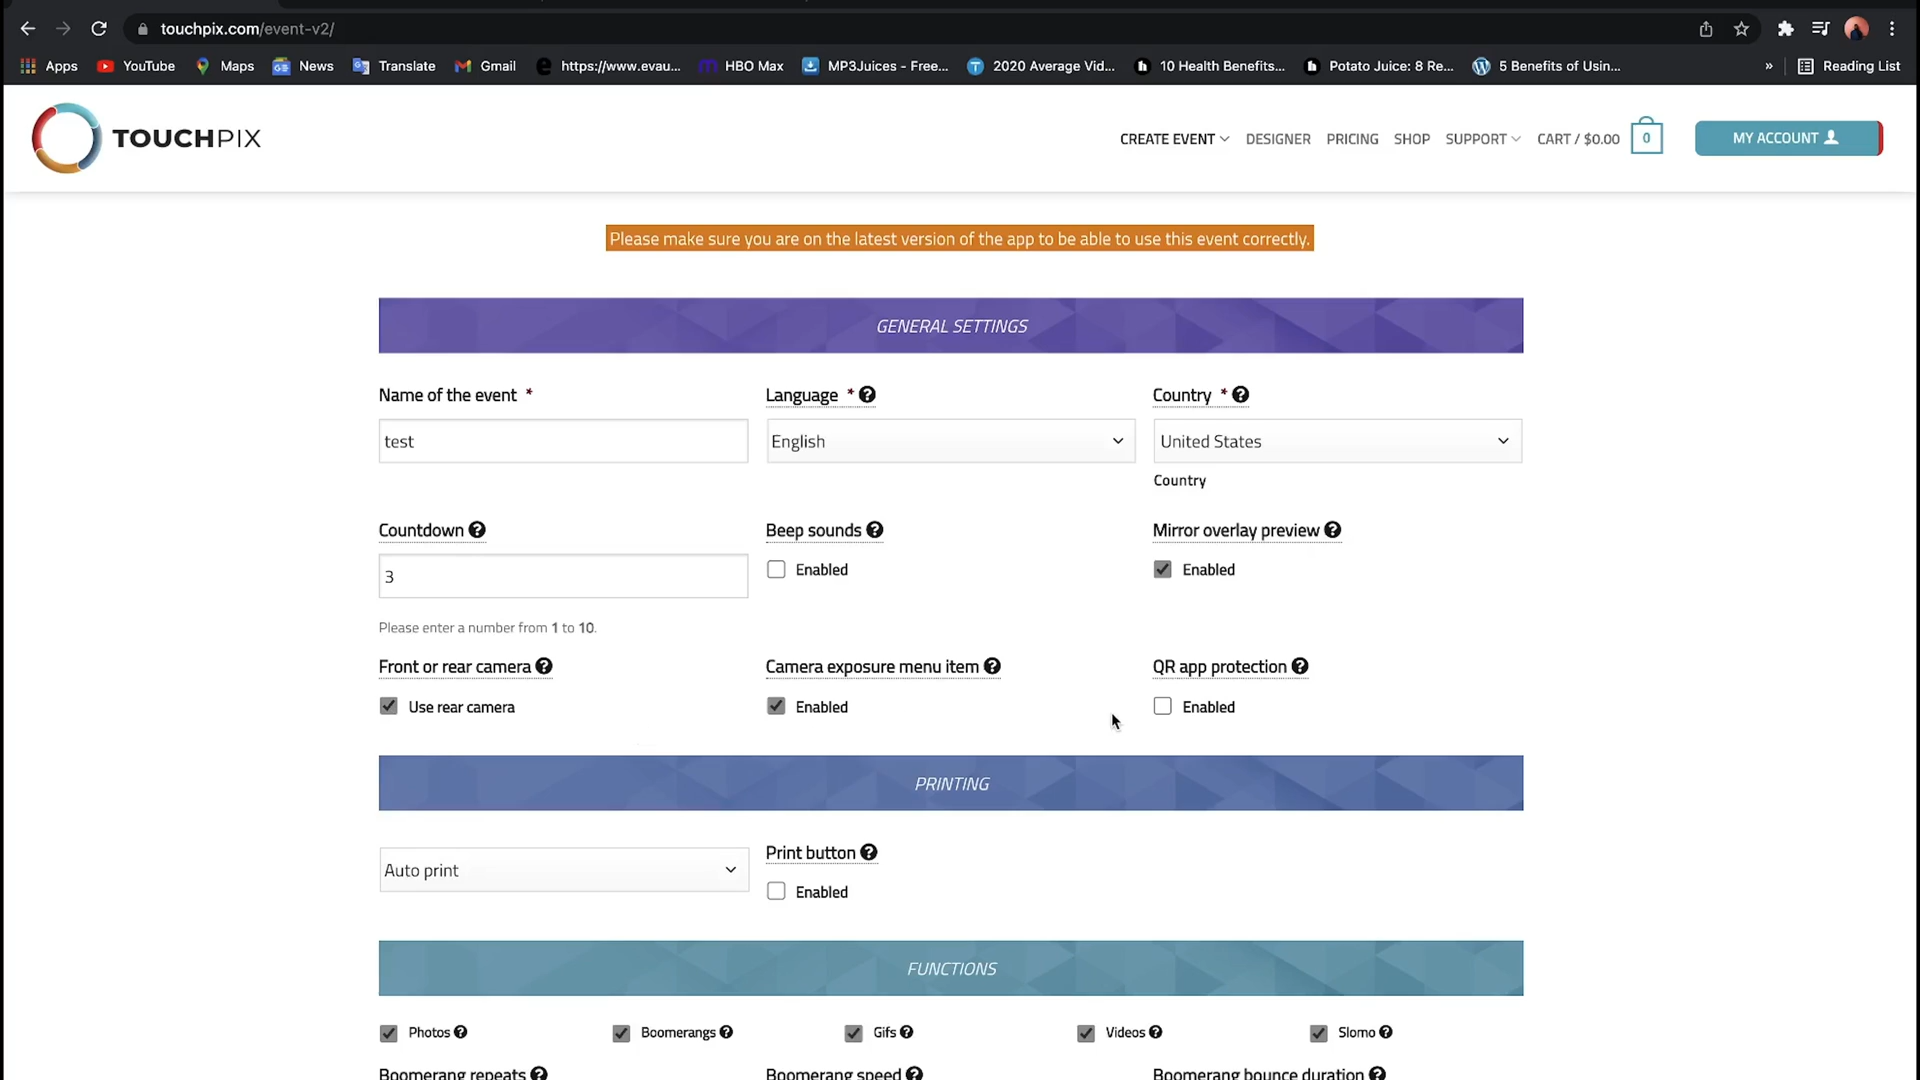 touchpix.com/event-v2/
Apps YouTube Maps News Translate Gmail https://www.evau... HBO Max MP3Juices - Free... 2020 Average Vid... 10 Health Benefits... Potato Juice: 8 Re... 5 Benefits of Usin... » Reading List
TOUCHPIX CREATE EVENT DESIGNER PRICING SHOP SUPPORT CART / $0.00 0 MY ACCOUNT
Please make sure you are on the latest version of the app to be able to use this event correctly.
GENERAL SETTINGS
Name of the event * Language * Country *
test English United States
Country
Countdown Beep sounds Mirror overlay preview
3 Enabled Enabled
Please enter a number from 1 to 10.
Front or rear camera Camera exposure menu item QR app protection
Use rear camera Enabled Enabled
PRINTING
Auto print Print button
Enabled
FUNCTIONS
Photos Boomerangs Gifs Videos Slomo
Boomerang repeats Boomerang speed Boomerang bounce duration